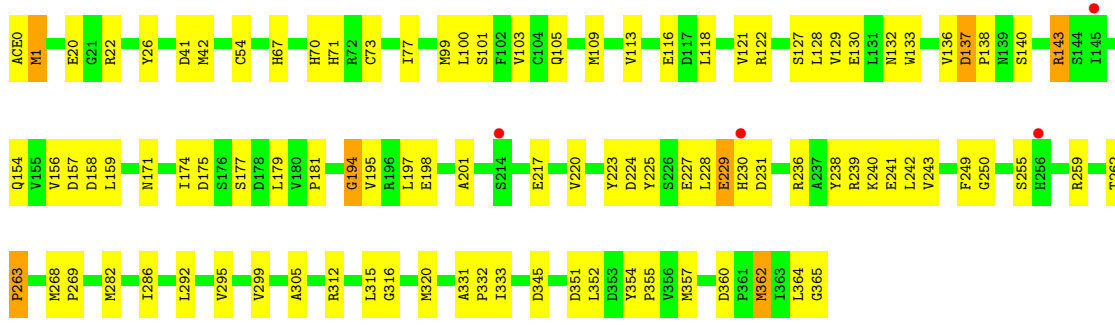 ACE0 M1 E20 G21 R22 Y26 D41 M42 C54 H67 H70 H71 R72 C73 I77 M99 L100 S101 F102 V103 C104 Q105 M109 V113 E116 D117 L118 V121 R122 S127 L128 V129 E130 L131 N132 W133 V136 D137 P138 N139 S140 R143 S144 I145
Q154 V155 V156 D157 D158 L159 N171 I174 D175 S176 S177 D178 L179 V180 P181 G194 V195 R196 L197 E198 A201 S214 E217 V220 Y223 D224 Y225 S226 E227 L228 E229 H230 D231 R236 A237 Y238 R239 K240 E241 L242 V243 F249 G250 S255 H256 R259 T262
P263 M268 P269 M282 I286 L292 V295 V299 A305 R312 L315 G316 M320 A331 P332 I333 D345 D351 L352 D353 Y354 P355 V356 M357 D360 P361 M362 I363 L364 G365